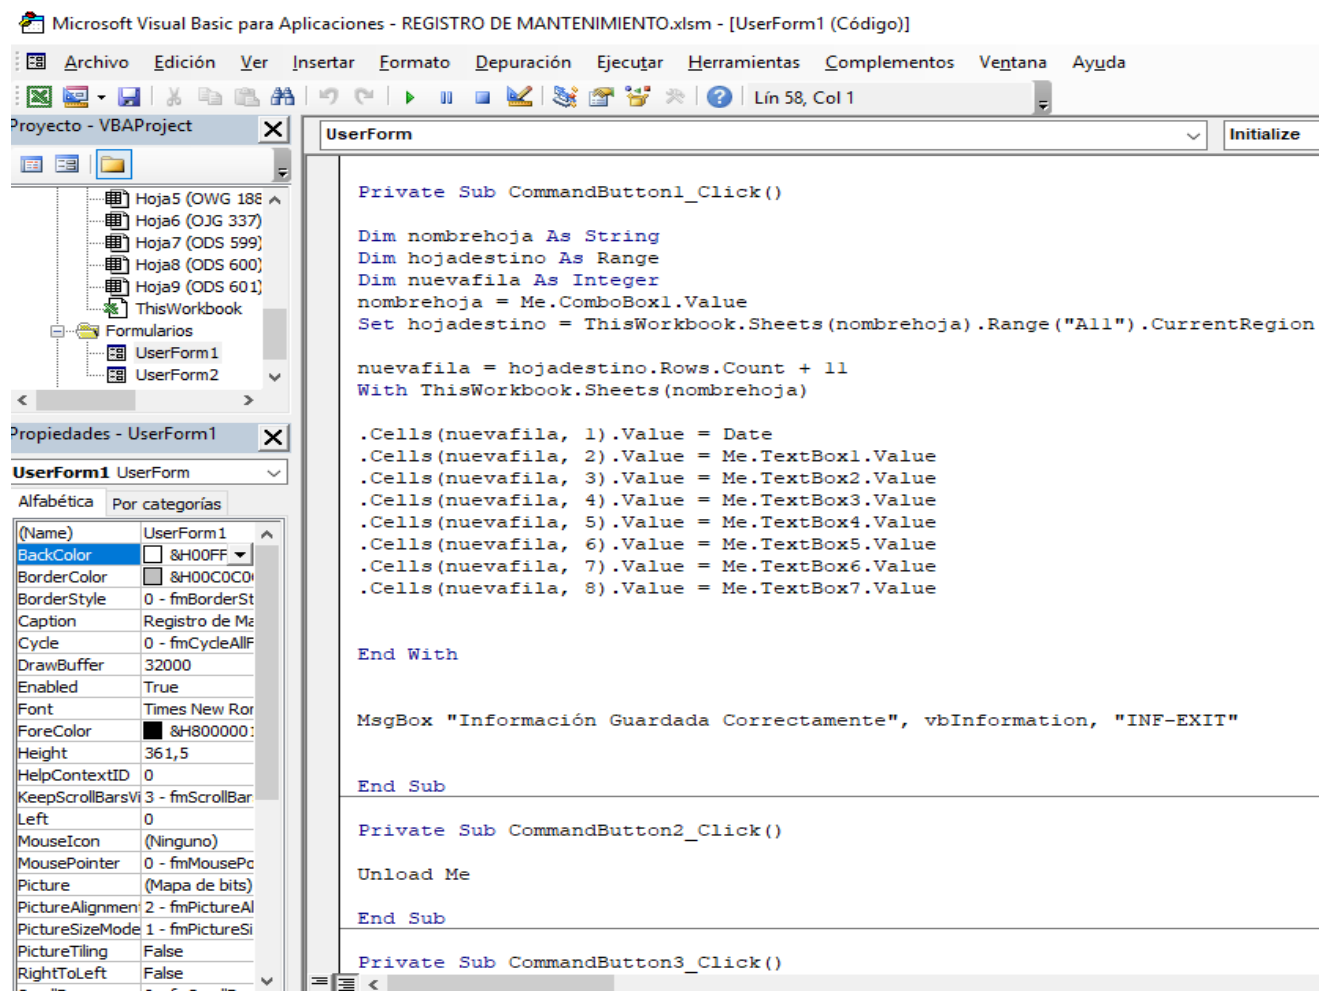 Microsoft Visual Basic para Aplicaciones - REGISTRO DE MANTENIMIENTO.xlsm - [UserForm1 (Código)]
Archivo Edición Ver Insertar Formato Depuración Ejecutar Herramientas Complementos Ventana Ayuda
Lín 58, Col 1
Proyecto - VBAProject
Hoja5 (OWG 188
Hoja6 (OJG 337)
Hoja7 (ODS 599)
Hoja8 (ODS 600)
Hoja9 (ODS 601)
ThisWorkbook
Formularios
UserForm1
UserForm2
Propiedades - UserForm1
UserForm1 UserForm
Alfabética Por categorías
(Name) UserForm1
BackColor &H00FF
BorderColor &H00C0C0
BorderStyle 0 - fmBorderSt
Caption Registro de Ma
Cycle 0 - fmCycleAllF
DrawBuffer 32000
Enabled True
Font Times New Ror
ForeColor &H8000001
Height 361,5
HelpContextID 0
KeepScrollBarsVi 3 - fmScrollBar
Left 0
MouseIcon (Ninguno)
MousePointer 0 - fmMousePo
Picture (Mapa de bits)
PictureAlignmen 2 - fmPictureAl
PictureSizeMode 1 - fmPictureSi
PictureTiling False
RightToLeft False
UserForm Initialize
Private Sub CommandButton1_Click()
Dim nombrehoja As String
Dim hojadestino As Range
Dim nuevafila As Integer
nombrehoja = Me.ComboBox1.Value
Set hojadestino = ThisWorkbook.Sheets(nombrehoja).Range("A11").CurrentRegion
nuevafila = hojadestino.Rows.Count + 11
With ThisWorkbook.Sheets(nombrehoja)
.Cells(nuevafila, 1).Value = Date
.Cells(nuevafila, 2).Value = Me.TextBox1.Value
.Cells(nuevafila, 3).Value = Me.TextBox2.Value
.Cells(nuevafila, 4).Value = Me.TextBox3.Value
.Cells(nuevafila, 5).Value = Me.TextBox4.Value
.Cells(nuevafila, 6).Value = Me.TextBox5.Value
.Cells(nuevafila, 7).Value = Me.TextBox6.Value
.Cells(nuevafila, 8).Value = Me.TextBox7.Value
End With
MsgBox "Información Guardada Correctamente", vbInformation, "INF-EXIT"
End Sub
Private Sub CommandButton2_Click()
Unload Me
End Sub
Private Sub CommandButton3_Click()